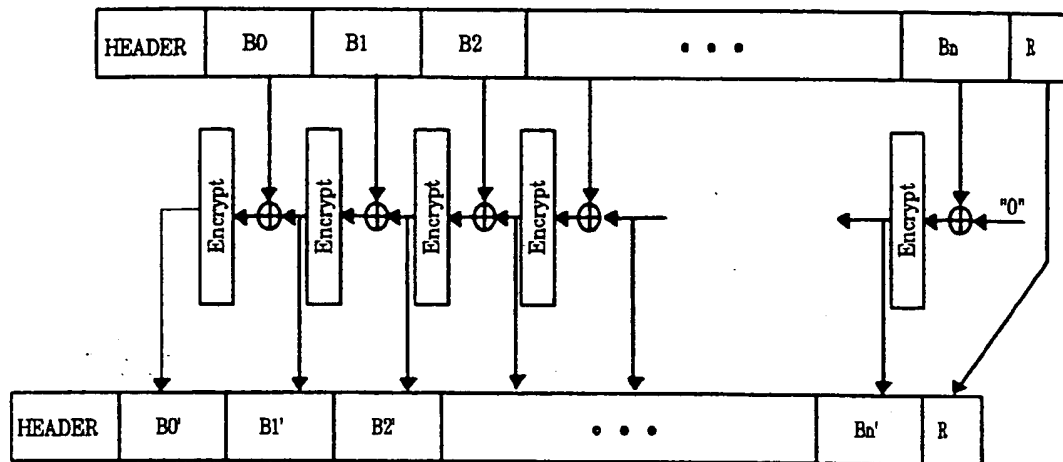 HEADER B0 B1 B2 • • • Bn R
Encrypt Encrypt Encrypt Encrypt Encrypt
"0"
HEADER B0' B1' B2' • • • Bn' R